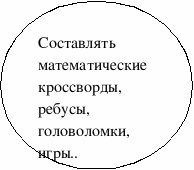 Составлять
математические
кроссворды,
ребусы,
головоломки,
игры..